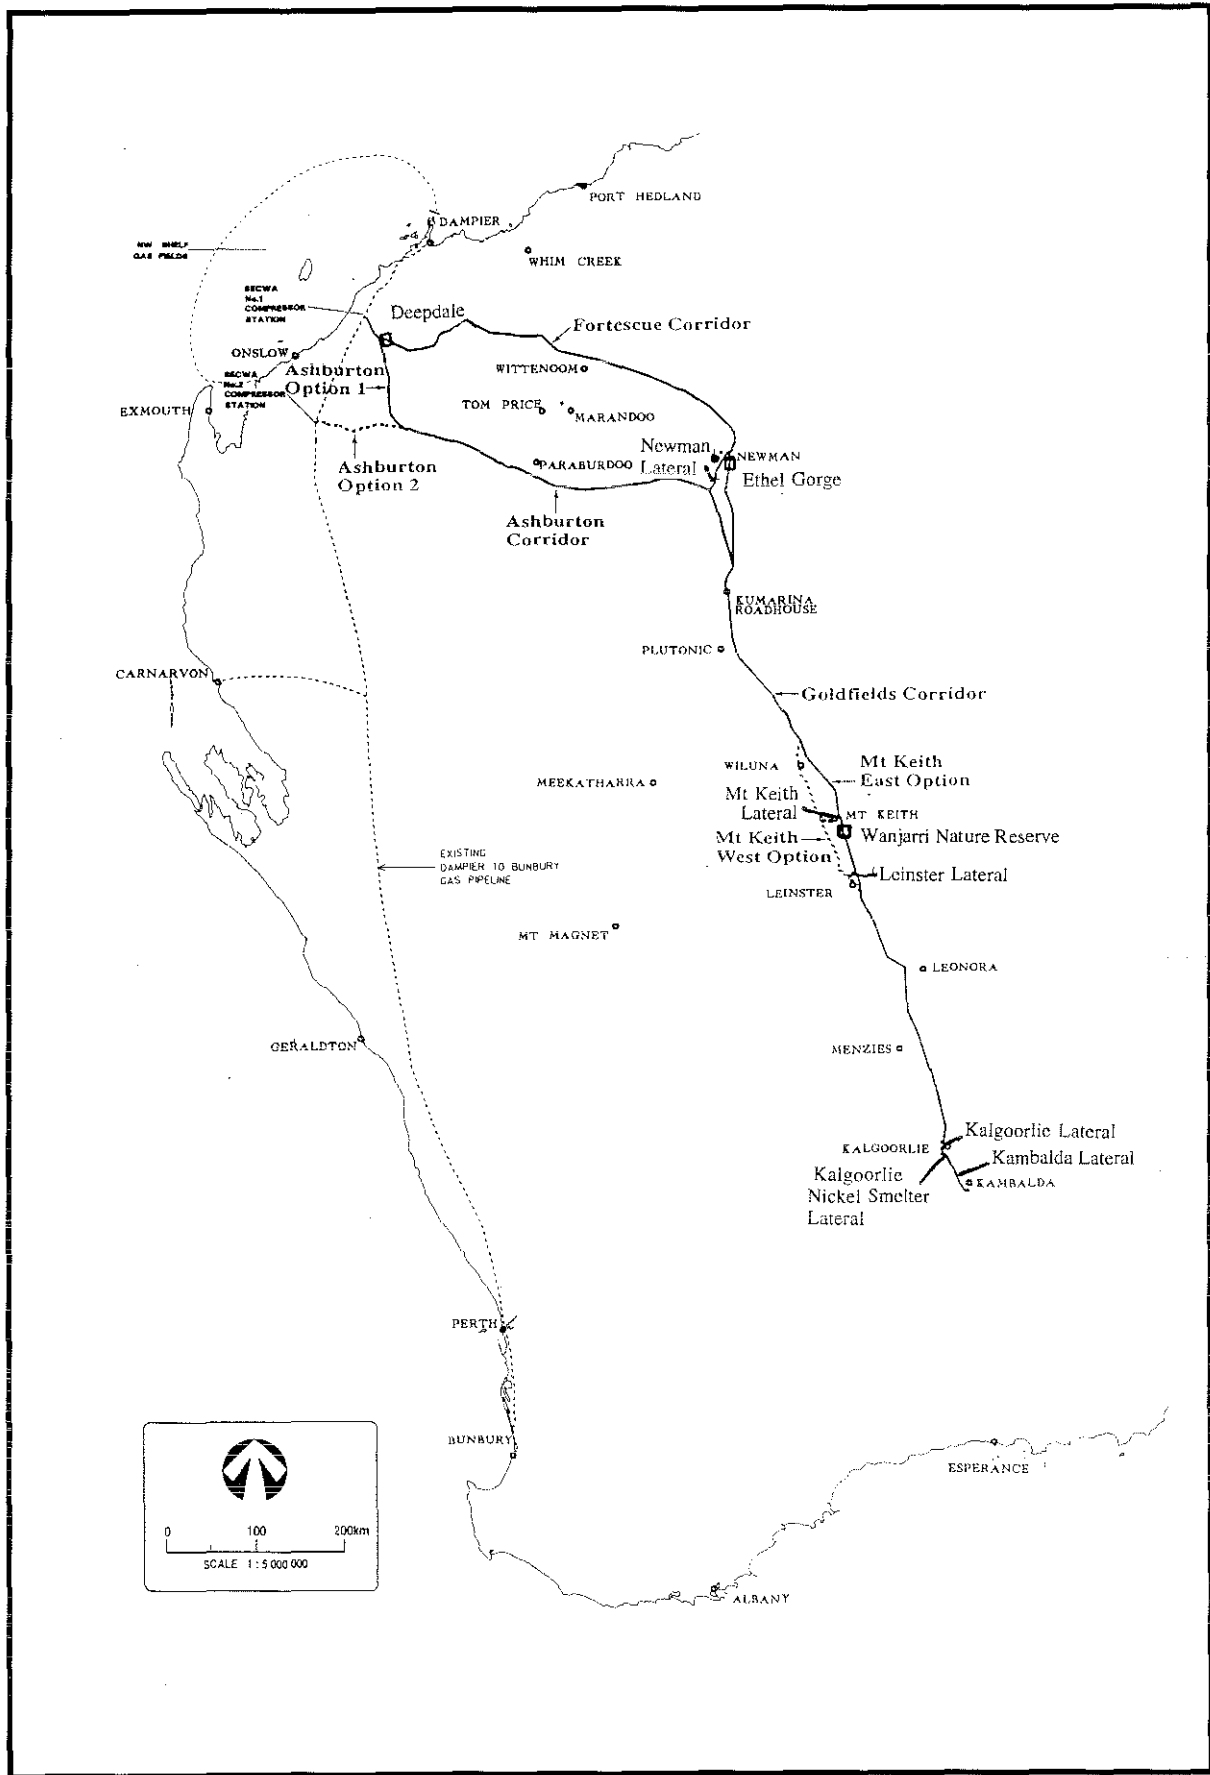 PORT HEDLAND
DAMPIER
NW SHELF
GAS FIELDS
WHIM CREEK
SECWA
No.1
COMPRESSOR
STATION
Deepdale
Fortescue Corridor
ONSLOW
Ashburton
Option 1
WITTENOOM
SECWA
No.2
COMPRESSOR
STATION
EXMOUTH
TOM PRICE
MARANDOO
Newman
Lateral
NEWMAN
Ethel Gorge
PARABURDOO
Ashburton
Option 2
Ashburton
Corridor
KUMARINA
ROADHOUSE
PLUTONIC
CARNARVON
Goldfields Corridor
WILUNA
Mt Keith
East Option
MEEKATHARRA
Mt Keith
Lateral
MT KEITH
Wanjarri Nature Reserve
Mt Keith
West Option
EXISTING
DAMPIER TO BUNBURY
GAS PIPELINE
Leinster Lateral
LEINSTER
MT MAGNET
LEONORA
GERALDTON
MENZIES
Kalgoorlie Lateral
KALGOORLIE
Kambalda Lateral
Kalgoorlie
Nickel Smelter
Lateral
KAMBALDA
PERTH
BUNBURY
ESPERANCE
0 100 200km
SCALE 1 : 5 000 000
ALBANY